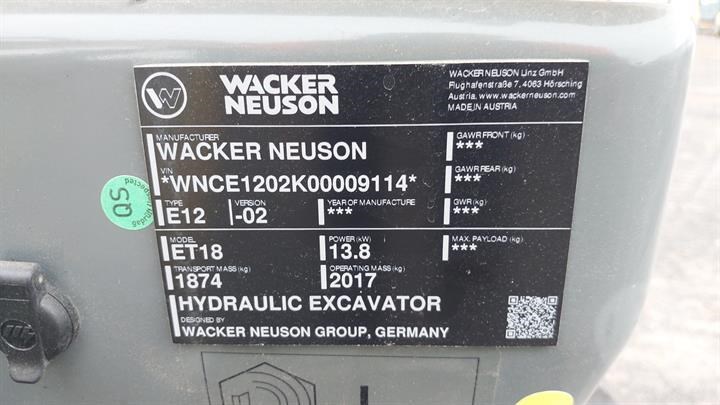 WACKER
NEUSON
WACKER NEUSON Linz GmbH
Flughafenstraße 7, 4063 Hörsching
Austria, www.wackerneuson.com
MADE IN AUSTRIA
MANUFACTURER
WACKER NEUSON
VIN
*WNCE1202K00009114*
TYPE VERSION YEAR OF MANUFACTURE
E12 -02 ***
MODEL POWER (kW)
ET18 13.8
TRANSPORT MASS (kg) OPERATING MASS (kg)
1874 2017
HYDRAULIC EXCAVATOR
DESIGNED BY
WACKER NEUSON GROUP, GERMANY
GAWR FRONT (kg)
***
GAWR REAR (kg)
***
GWR (kg)
***
MAX. PAYLOAD (kg)
***
QS